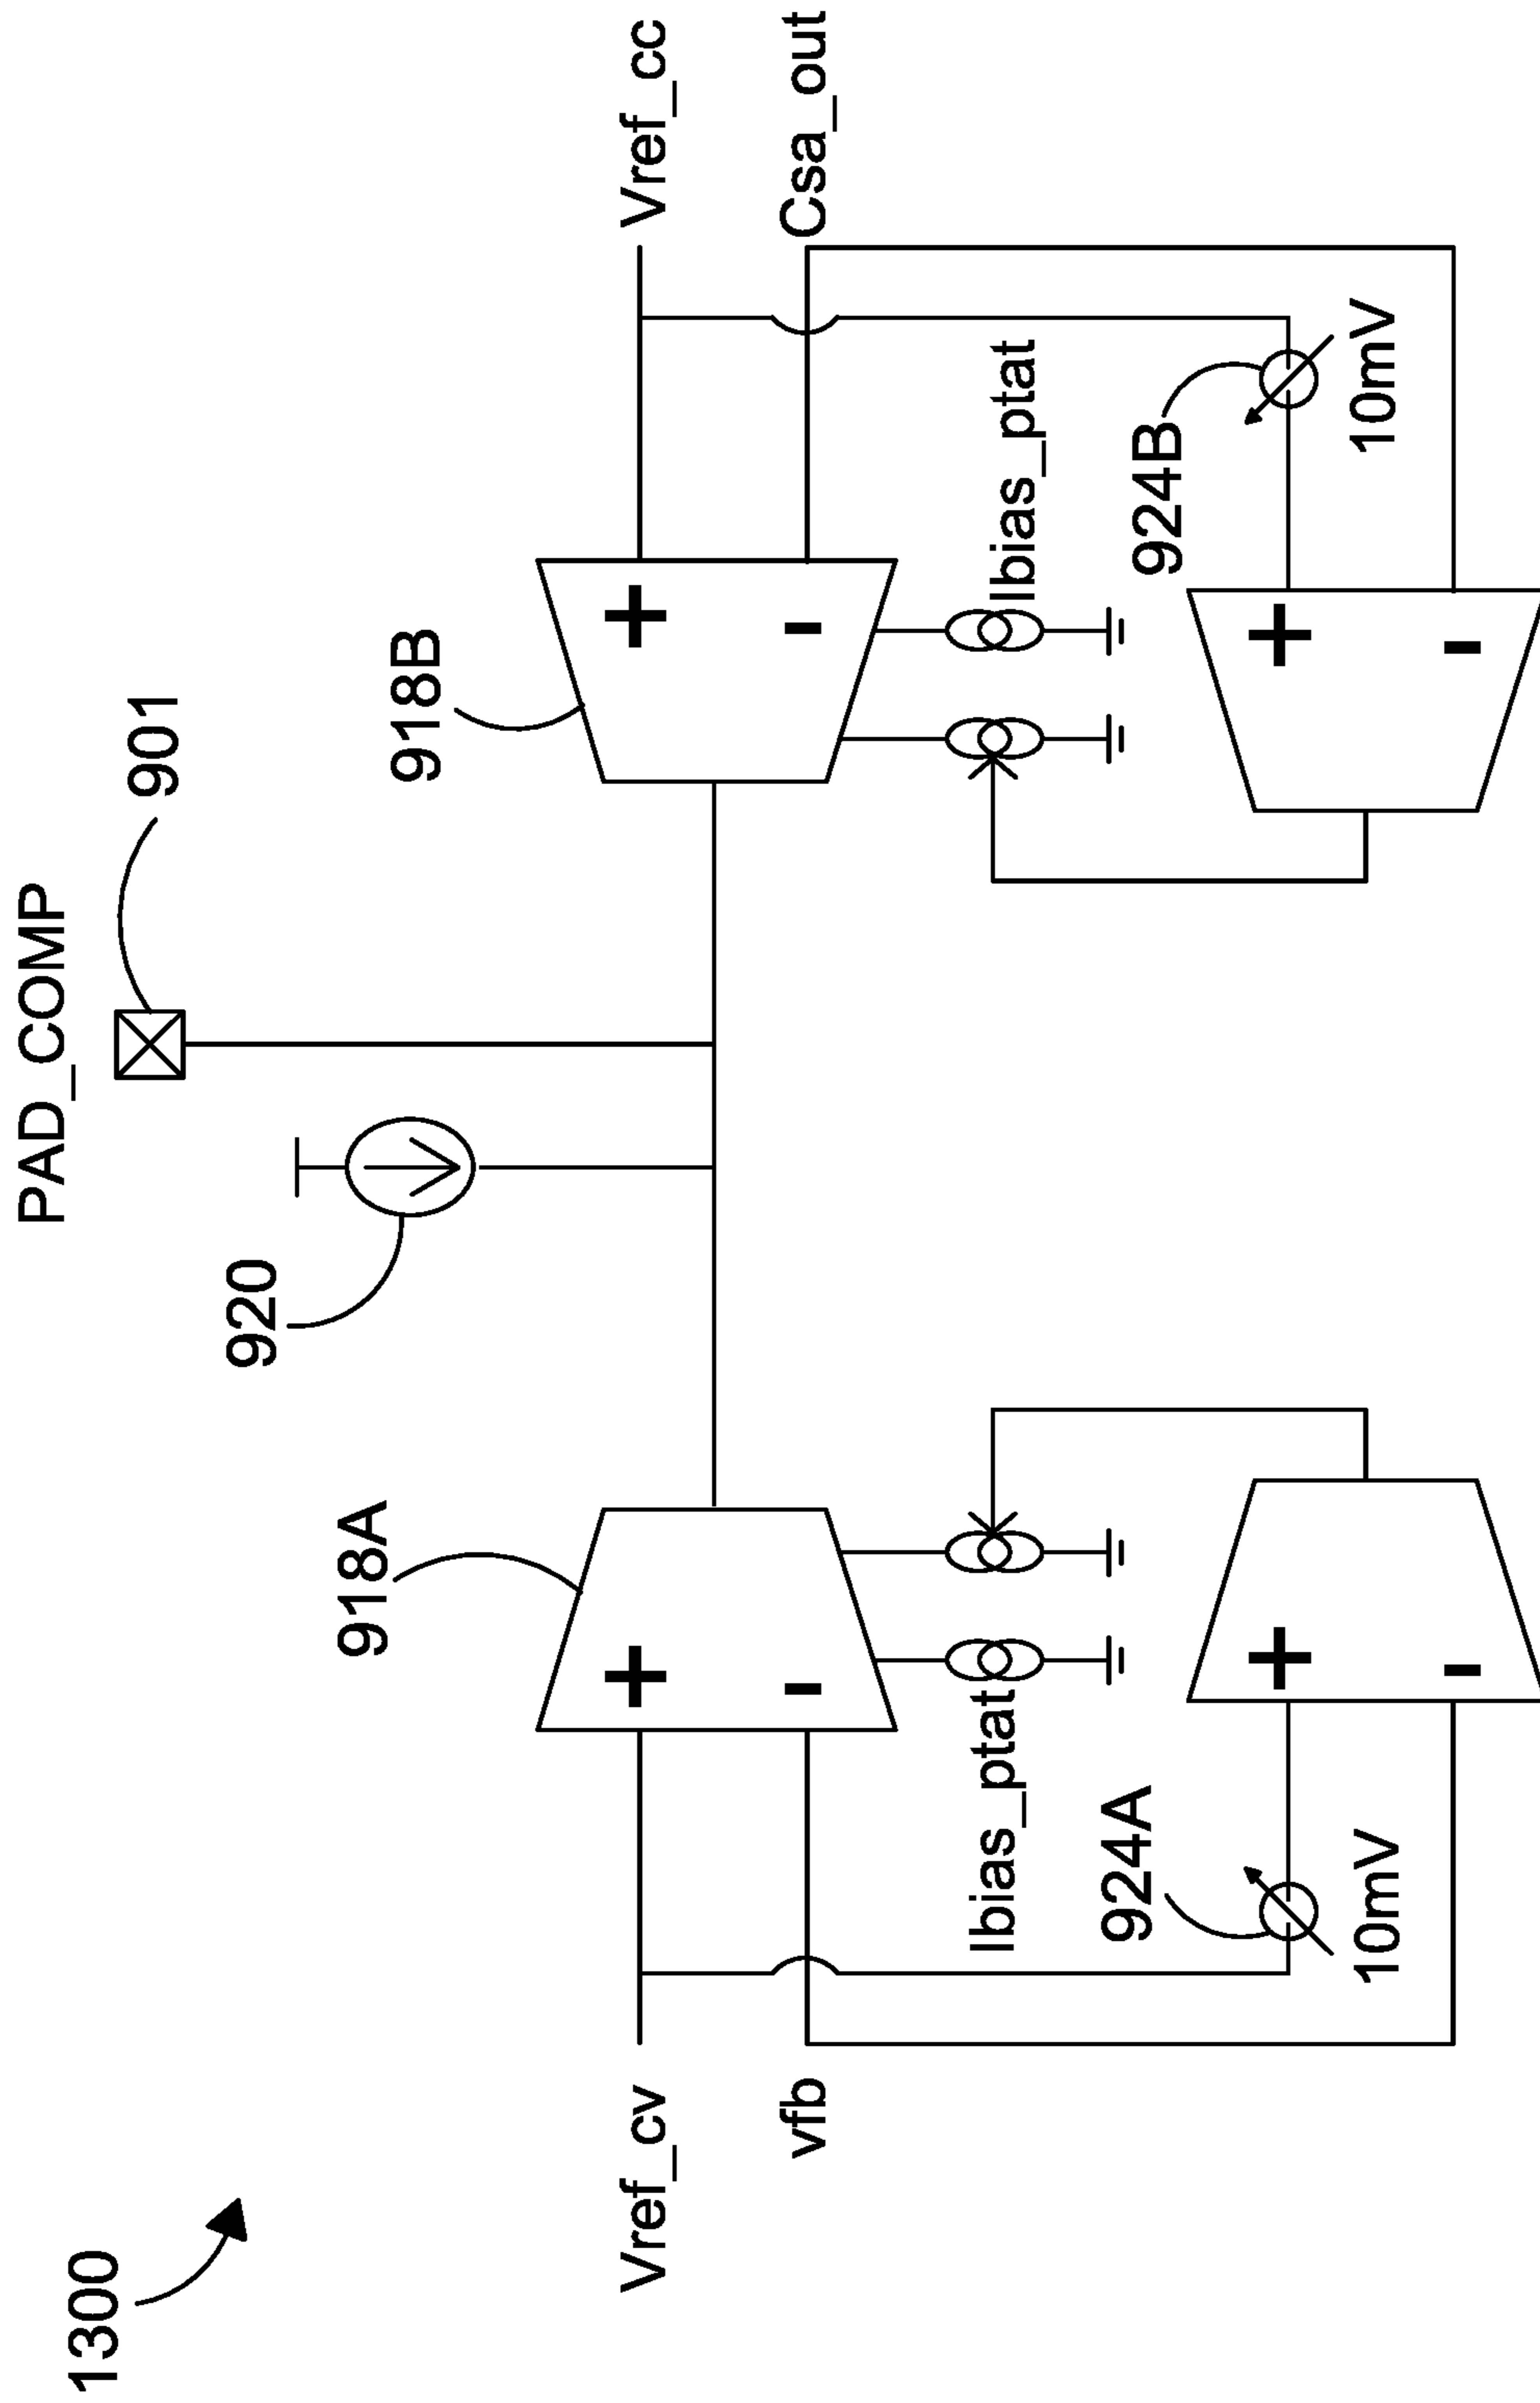 1300
PAD_COMP
901
920
918A
918B
Vref_cv
+
+
Vref_cc
vfb
-
-
Csa_out
Ibias_ptat
Ibias_ptat
924A
924B
+
+
10mV
10mV
-
-